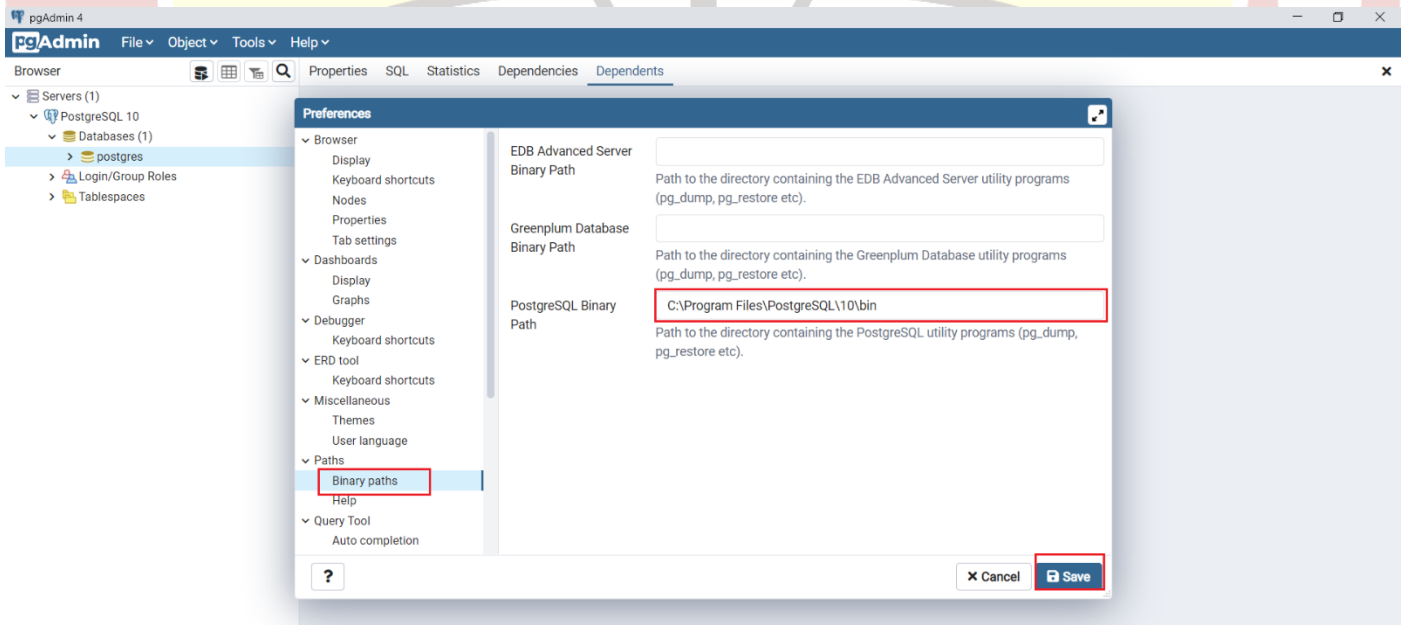 pgAdmin 4
pgAdmin File Object Tools Help
Browser
Properties SQL Statistics Dependencies Dependents
Servers (1)
PostgreSQL 10
Databases (1)
postgres
Login/Group Roles
Tablespaces
Preferences
Browser
Display
Keyboard shortcuts
Nodes
Properties
Tab settings
Dashboards
Display
Graphs
Debugger
Keyboard shortcuts
ERD tool
Keyboard shortcuts
Miscellaneous
Themes
User language
Paths
Binary paths
Help
Query Tool
Auto completion
EDB Advanced Server
Binary Path
Path to the directory containing the EDB Advanced Server utility programs
(pg_dump, pg_restore etc).
Greenplum Database
Binary Path
Path to the directory containing the Greenplum Database utility programs
(pg_dump, pg_restore etc).
PostgreSQL Binary
Path
C:\Program Files\PostgreSQL\10\bin
Path to the directory containing the PostgreSQL utility programs (pg_dump,
pg_restore etc).
?
Cancel
Save